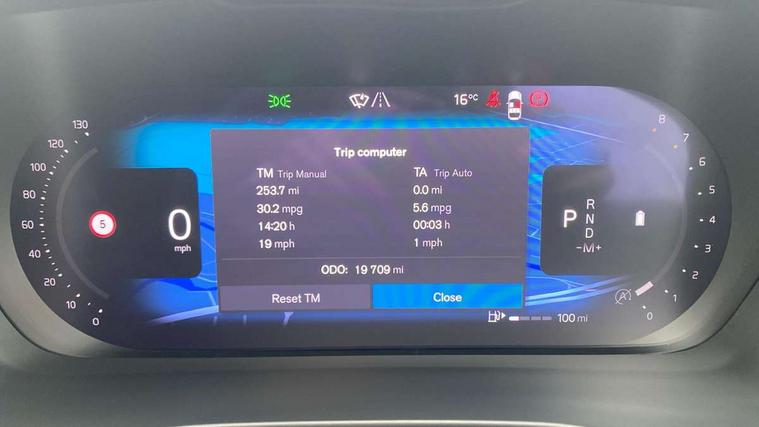 16°C
Trip computer
TM Trip Manual
253.7 mi
30.2 mpg
14:20 h
19 mph
TA Trip Auto
0.0 mi
5.6 mpg
00:03 h
1 mph
ODO: 19 709 mi
Reset TM
Close
130
120
100
80
60
40
20
10
0
5
0
mph
P
R
N
D
-M+
8
7
6
5
4
3
2
1
0
A
100 mi